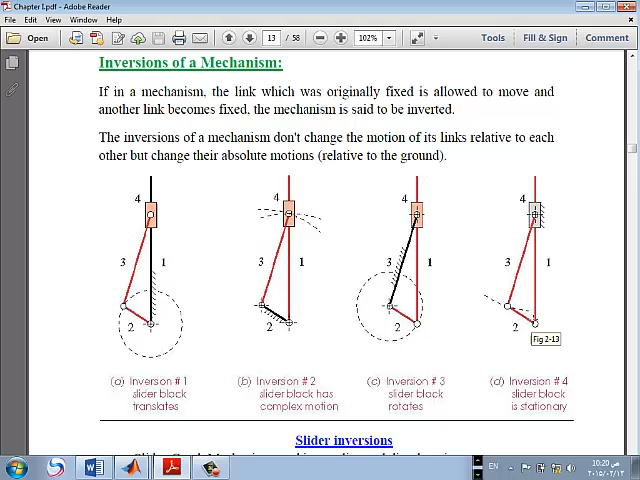 Chapter I.pdf - Adobe Reader
File Edit View Window Help
Open 13 / 58 102% Tools Fill & Sign Comment
Inversions of a Mechanism:
If in a mechanism, the link which was originally fixed is allowed to move and
another link becomes fixed, the mechanism is said to be inverted.
The inversions of a mechanism don't change the motion of its links relative to each
other but change their absolute motions (relative to the ground).
4 4 4 4
3 1 3 1 3 1 3 1
2 2 2 2
Fig 2-13
(a) Inversion # 1
slider block
translates
(b) Inversion # 2
slider block has
complex motion
(c) Inversion # 3
slider block
rotates
(d) Inversion # 4
slider block
is stationary
Slider inversions
EN
10:20 ص
٢٠١٥/٠٢/١٢